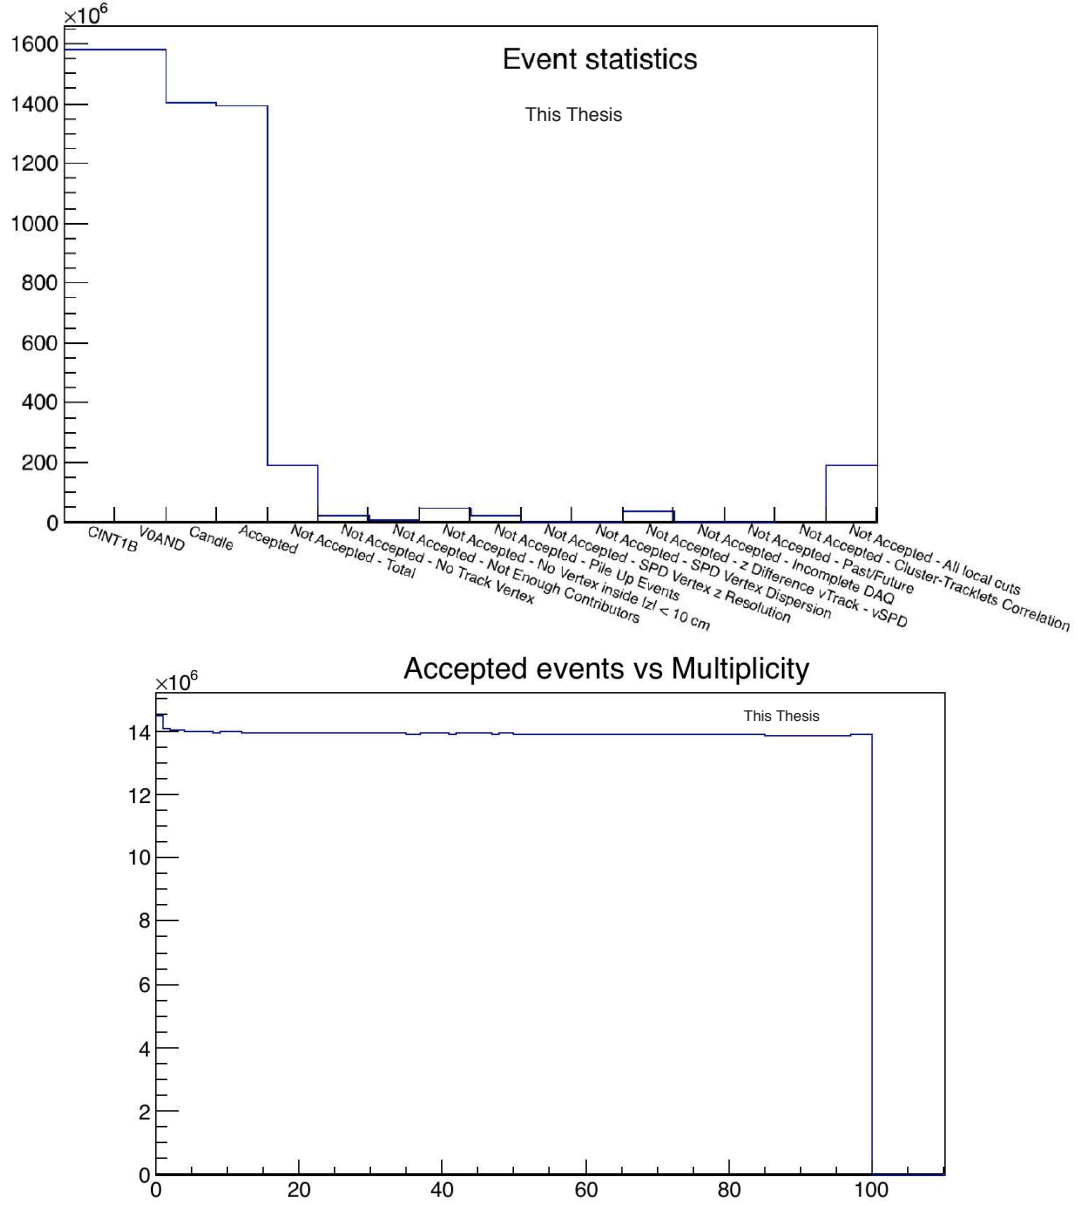 ×10⁶
Event statistics
This Thesis
1600
1400
1200
1000
800
600
400
200
0
CINT1B
V0AND
Candle
Accepted
Not Accepted - Total
Not Accepted - No Track Vertex
Not Accepted - Not Enough Contributors
Not Accepted - No Vertex inside |z| < 10 cm
Not Accepted - Pile Up Events
Not Accepted - SPD Vertex z Resolution
Not Accepted - SPD Vertex Dispersion
Not Accepted - z Difference vTrack - vSPD
Not Accepted - Incomplete DAQ
Not Accepted - Past/Future
Not Accepted - Cluster-Tracklets Correlation
Not Accepted - All local cuts
Accepted events vs Multiplicity
×10⁶
This Thesis
14
12
10
8
6
4
2
0
0 20 40 60 80 100